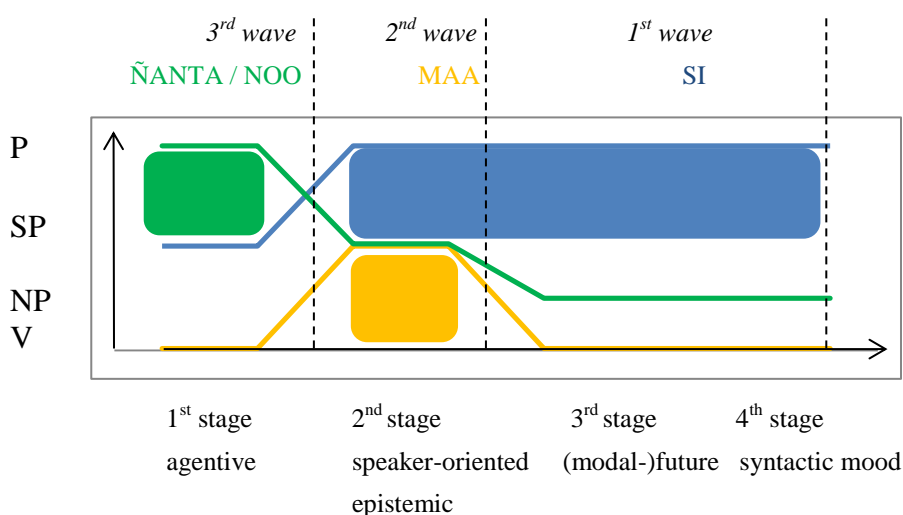 3rd wave 2nd wave 1st wave
ÑANTA / NOO MAA SI
P
SP
NP
V
1st stage 2nd stage 3rd stage 4th stage
agentive speaker-oriented (modal-)future syntactic mood
epistemic